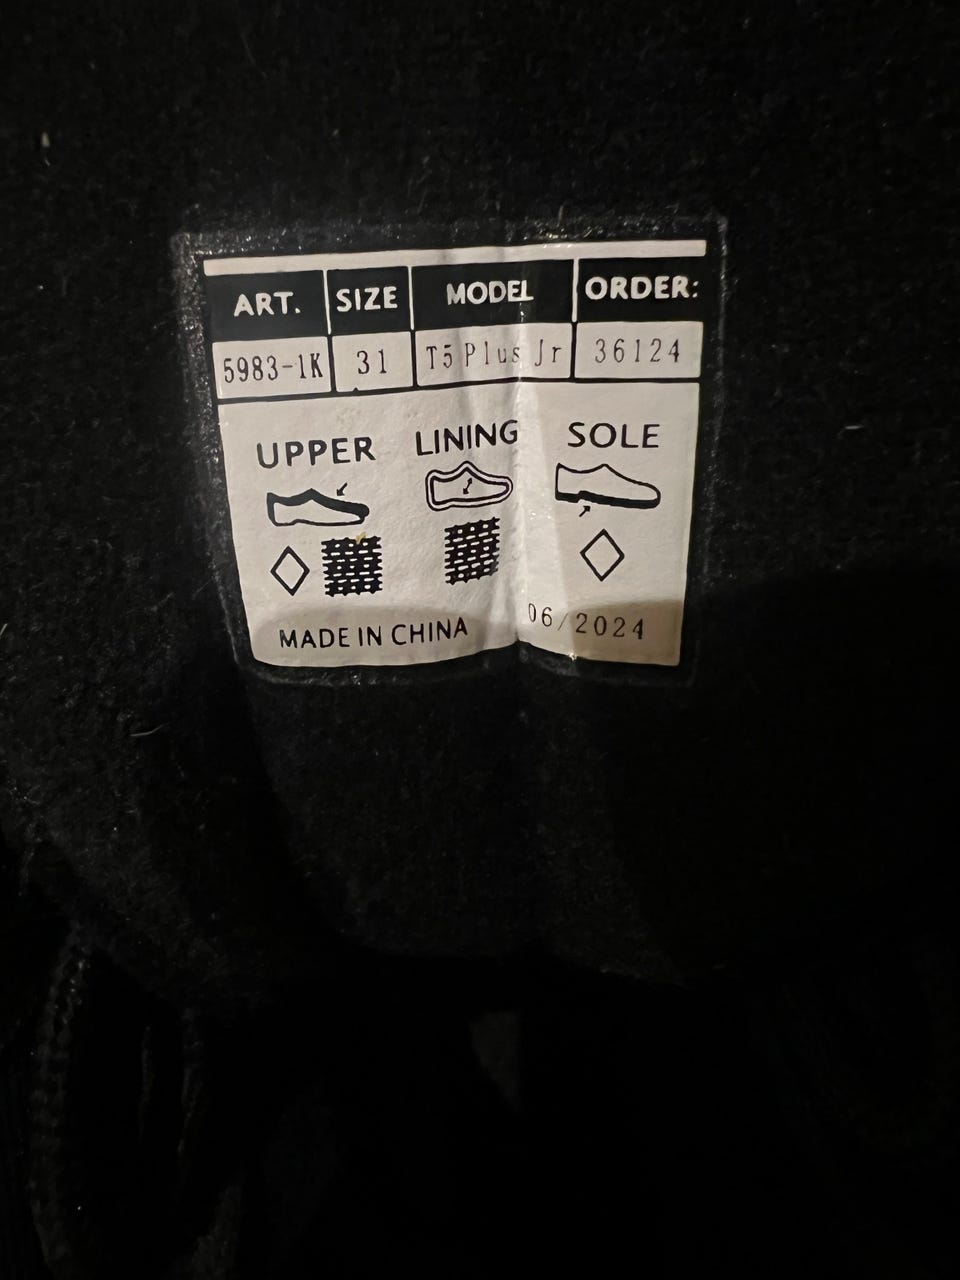 ART. SIZE MODEL ORDER:
5983-1K 31 T5 Plus Jr 36124
UPPER LINING SOLE
MADE IN CHINA 06/2024